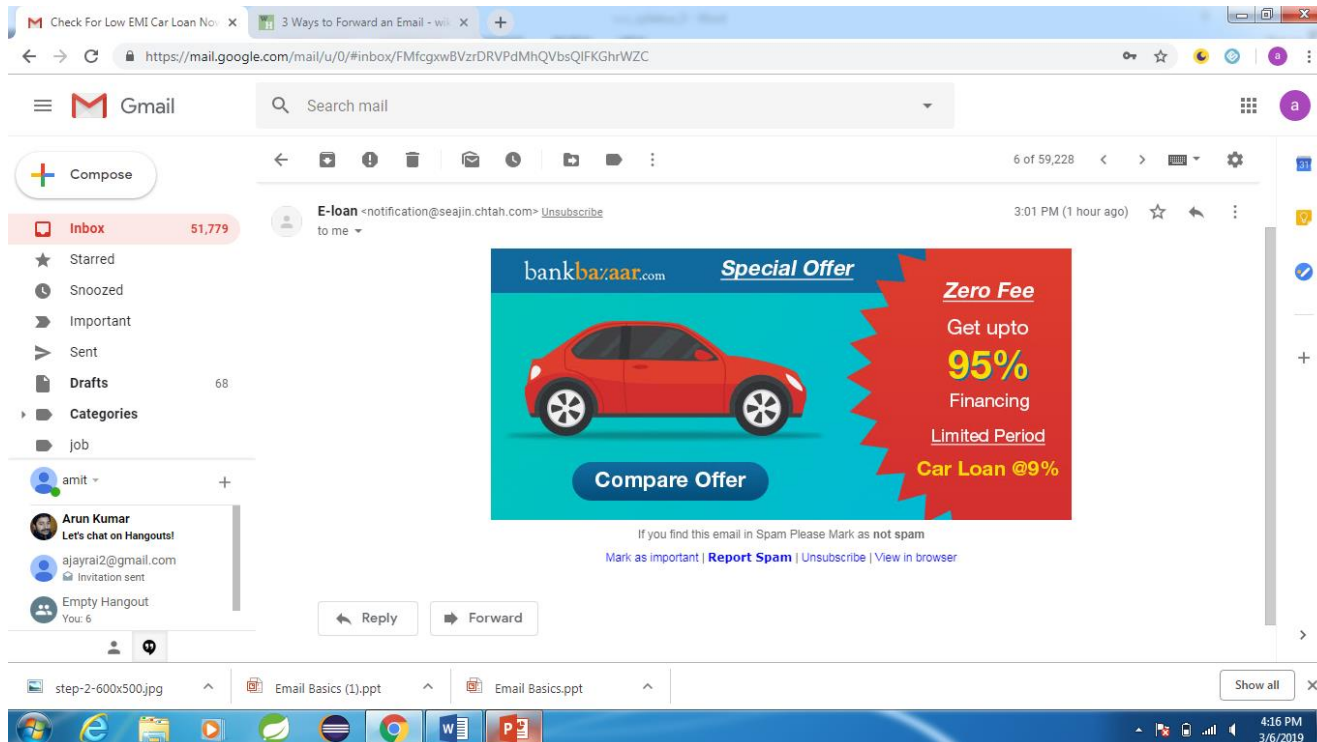 Check For Low EMI Car Loan Nov
3 Ways to Forward an Email - wi
https://mail.google.com/mail/u/0/#inbox/FMfcgxwBVzrDRVPdMhQVbsQlFKGhrWZC
a
Gmail
Search mail
a
Compose
6 of 59,228
31
Inbox 51,779
Starred
Snoozed
Important
Sent
Drafts 68
Categories
job
E-loan <notification@seajin.chtah.com> Unsubscribe 3:01 PM (1 hour ago)
to me
bankbazaar.com Special Offer
Zero Fee
Get upto
95%
Financing
Limited Period
Car Loan @9%
Compare Offer
If you find this email in Spam Please Mark as not spam
Mark as important | Report Spam | Unsubscribe | View in browser
Reply Forward
amit
Arun Kumar
Let's chat on Hangouts!
ajayrai2@gmail.com
Invitation sent
Empty Hangout
You: 6
step-2-600x500.jpg Email Basics (1).ppt Email Basics.ppt Show all
4:16 PM
3/6/2019